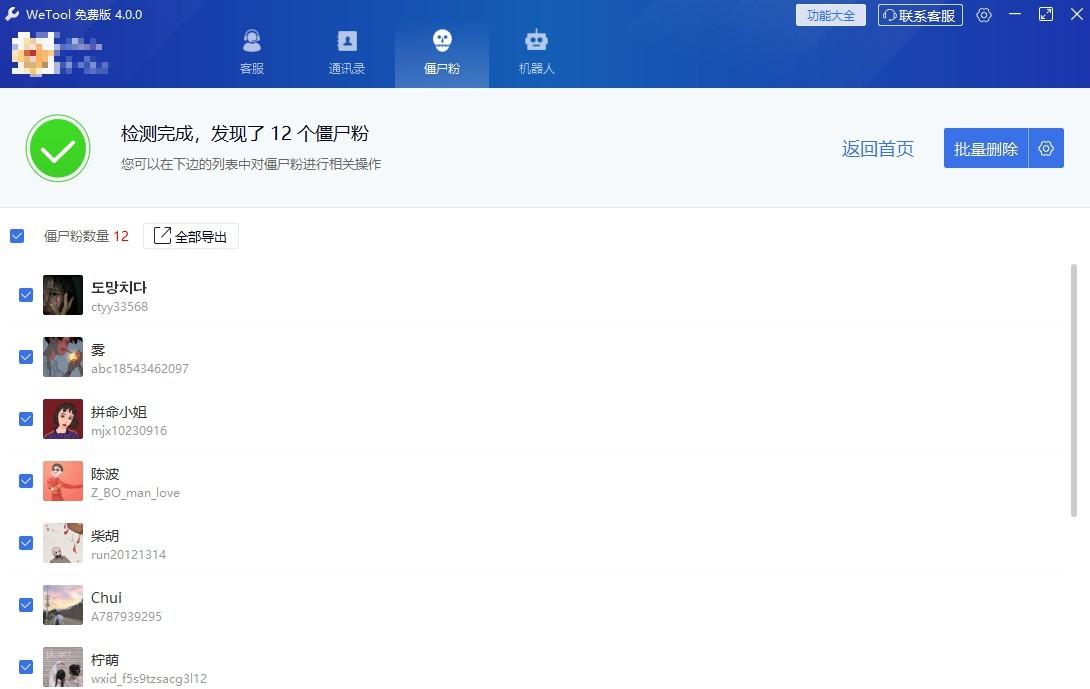 WeTool 免费版 4.0.0
功能大全
联系客服
客服
通讯录
僵尸粉
机器人
检测完成，发现了 12 个僵尸粉
您可以在下边的列表中对僵尸粉进行相关操作
返回首页
批量删除
僵尸粉数量 12
全部导出
도망치다
ctyy33568
雾
abc18543462097
拼命小姐
mjx10230916
陈波
Z_BO_man_love
柴胡
run20121314
Chui
A787939295
柠萌
wxid_f5s9tzsacg3l12